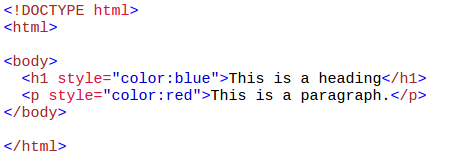 <!DOCTYPE html>
<html>
<body>
<h1 style="color:blue">This is a heading</h1>
<p style="color:red">This is a paragraph.</p>
</body>
</html>